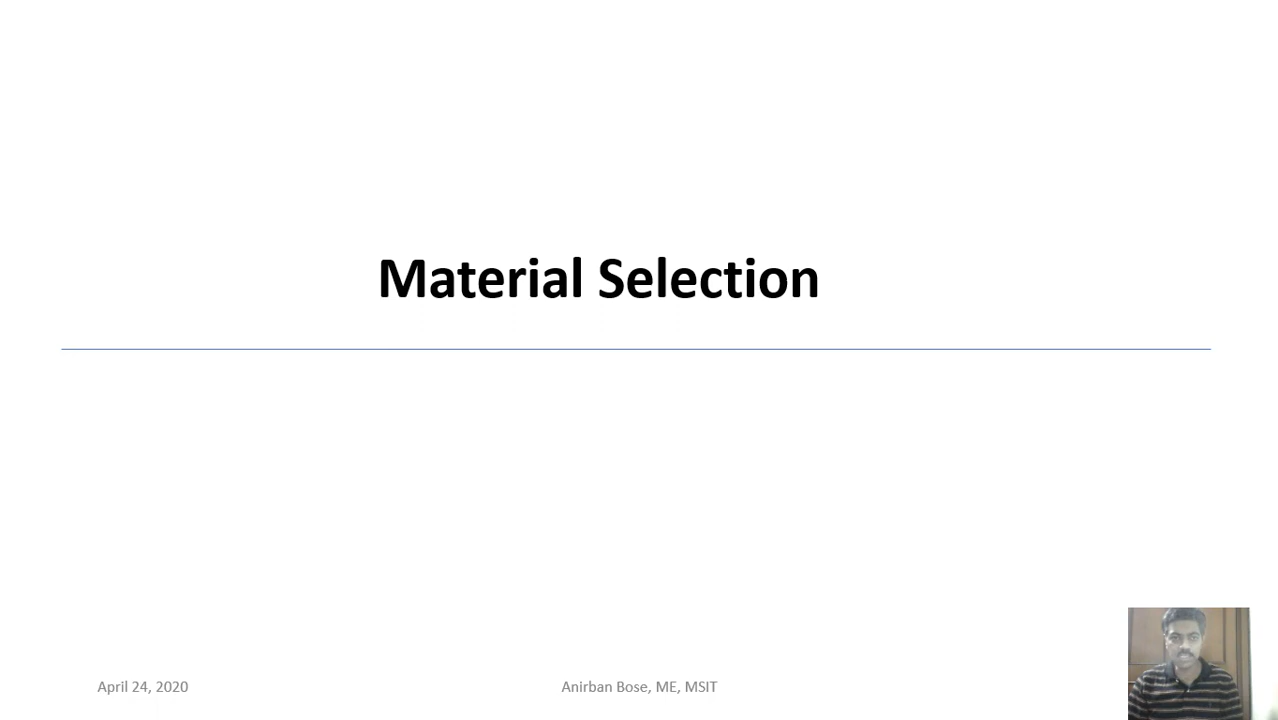 Material Selection
April 24, 2020
Anirban Bose, ME, MSIT